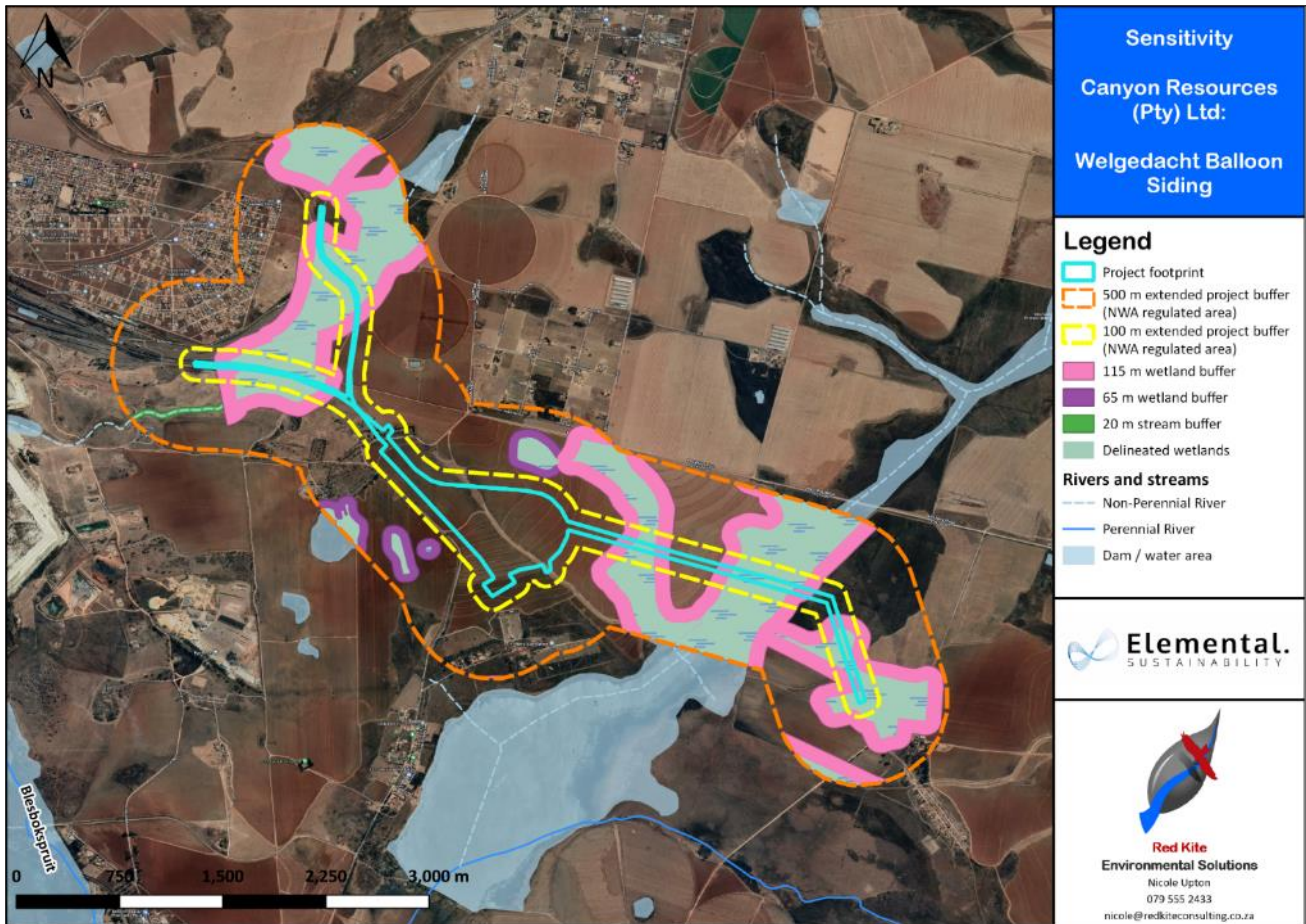 N
Blesbokspruit
0
750
1,500
2,250
3,000 m
Sensitivity
Canyon Resources
(Pty) Ltd:
Welgedacht Balloon
Siding
Legend
Project footprint
500 m extended project buffer
(NWA regulated area)
100 m extended project buffer
(NWA regulated area)
115 m wetland buffer
65 m wetland buffer
20 m stream buffer
Delineated wetlands
Rivers and streams
Non-Perennial River
Perennial River
Dam / water area
Elemental.
SUSTAINABILITY
Red Kite
Environmental Solutions
Nicole Upton
079 555 2433
nicole@redkiteconsulting.co.za